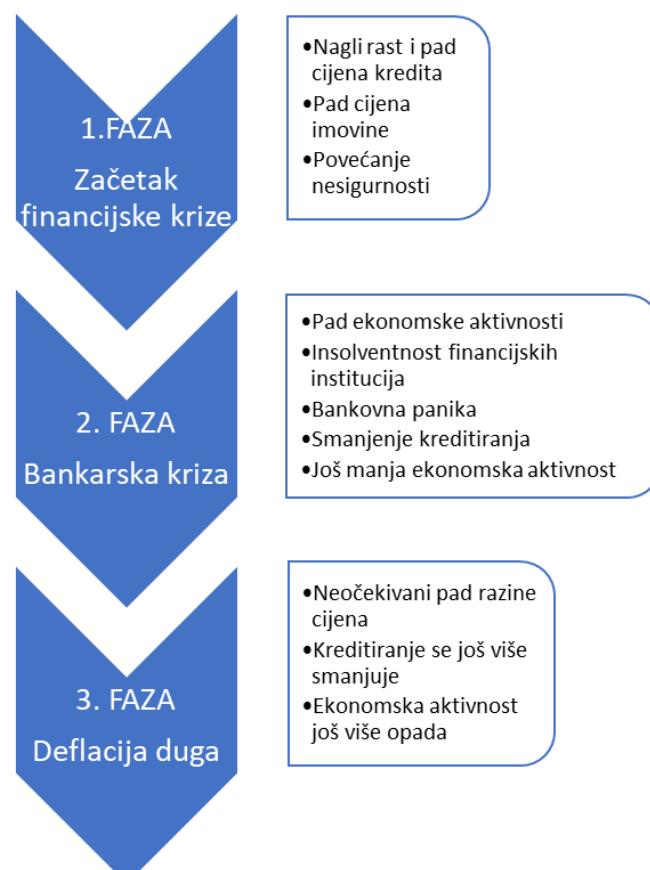 1.FAZA
Začetak
financijske krize
•Nagli rast i pad
cijena kredita
•Pad cijena
imovine
•Povećanje
nesigurnosti
2. FAZA
Bankarska kriza
•Pad ekonomske aktivnosti
•Insolventnost financijskih
institucija
•Bankovna panika
•Smanjenje kreditiranja
•Još manja ekonomska aktivnost
3. FAZA
Deflacija duga
•Neočekivani pad razine
cijena
•Kreditiranje se još više
smanjuje
•Ekonomska aktivnost
još više opada